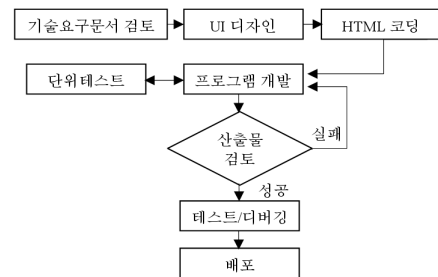 기술요구문서 검토
UI 디자인
HTML 코딩
단위테스트
프로그램 개발
산출물
검토
실패
성공
테스트/디버깅
배포